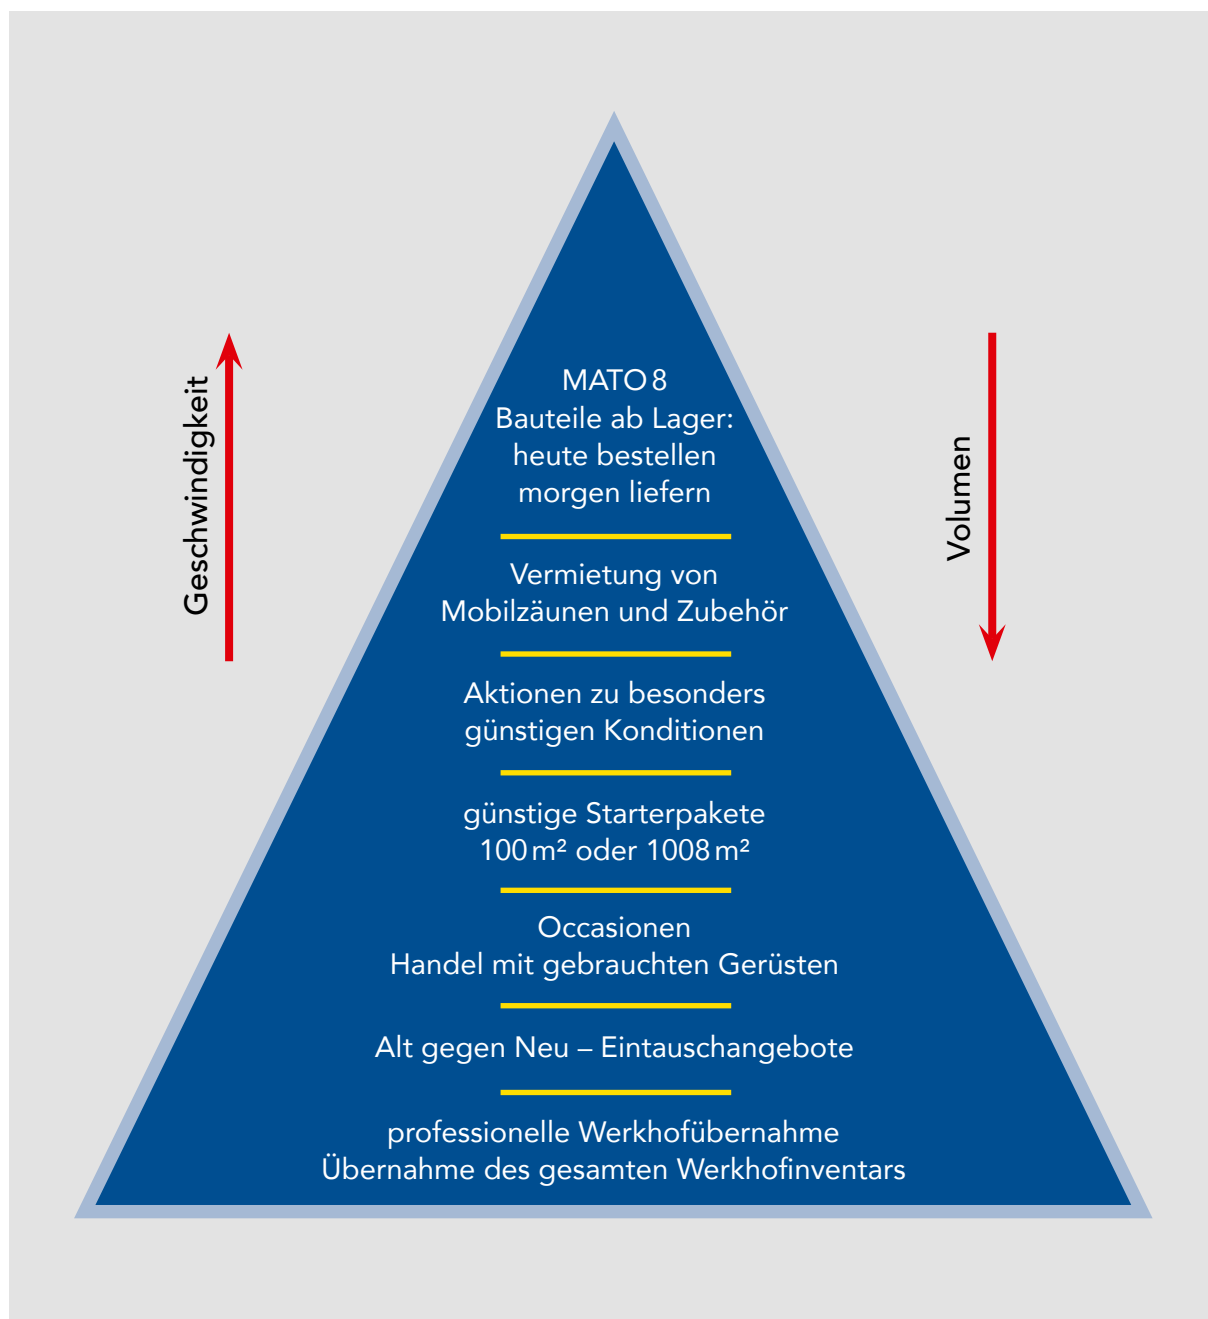 MATO 8
Bauteile ab Lager:
heute bestellen
morgen liefern
Vermietung von
Mobilzäunen und Zubehör
Aktionen zu besonders
günstigen Konditionen
günstige Starterpakete
100 m² oder 1008 m²
Occasionen
Handel mit gebrauchten Gerüsten
Alt gegen Neu – Eintauschangebote
professionelle Werkhofübernahme
Übernahme des gesamten Werkhofinventars
Geschwindigkeit
Volumen